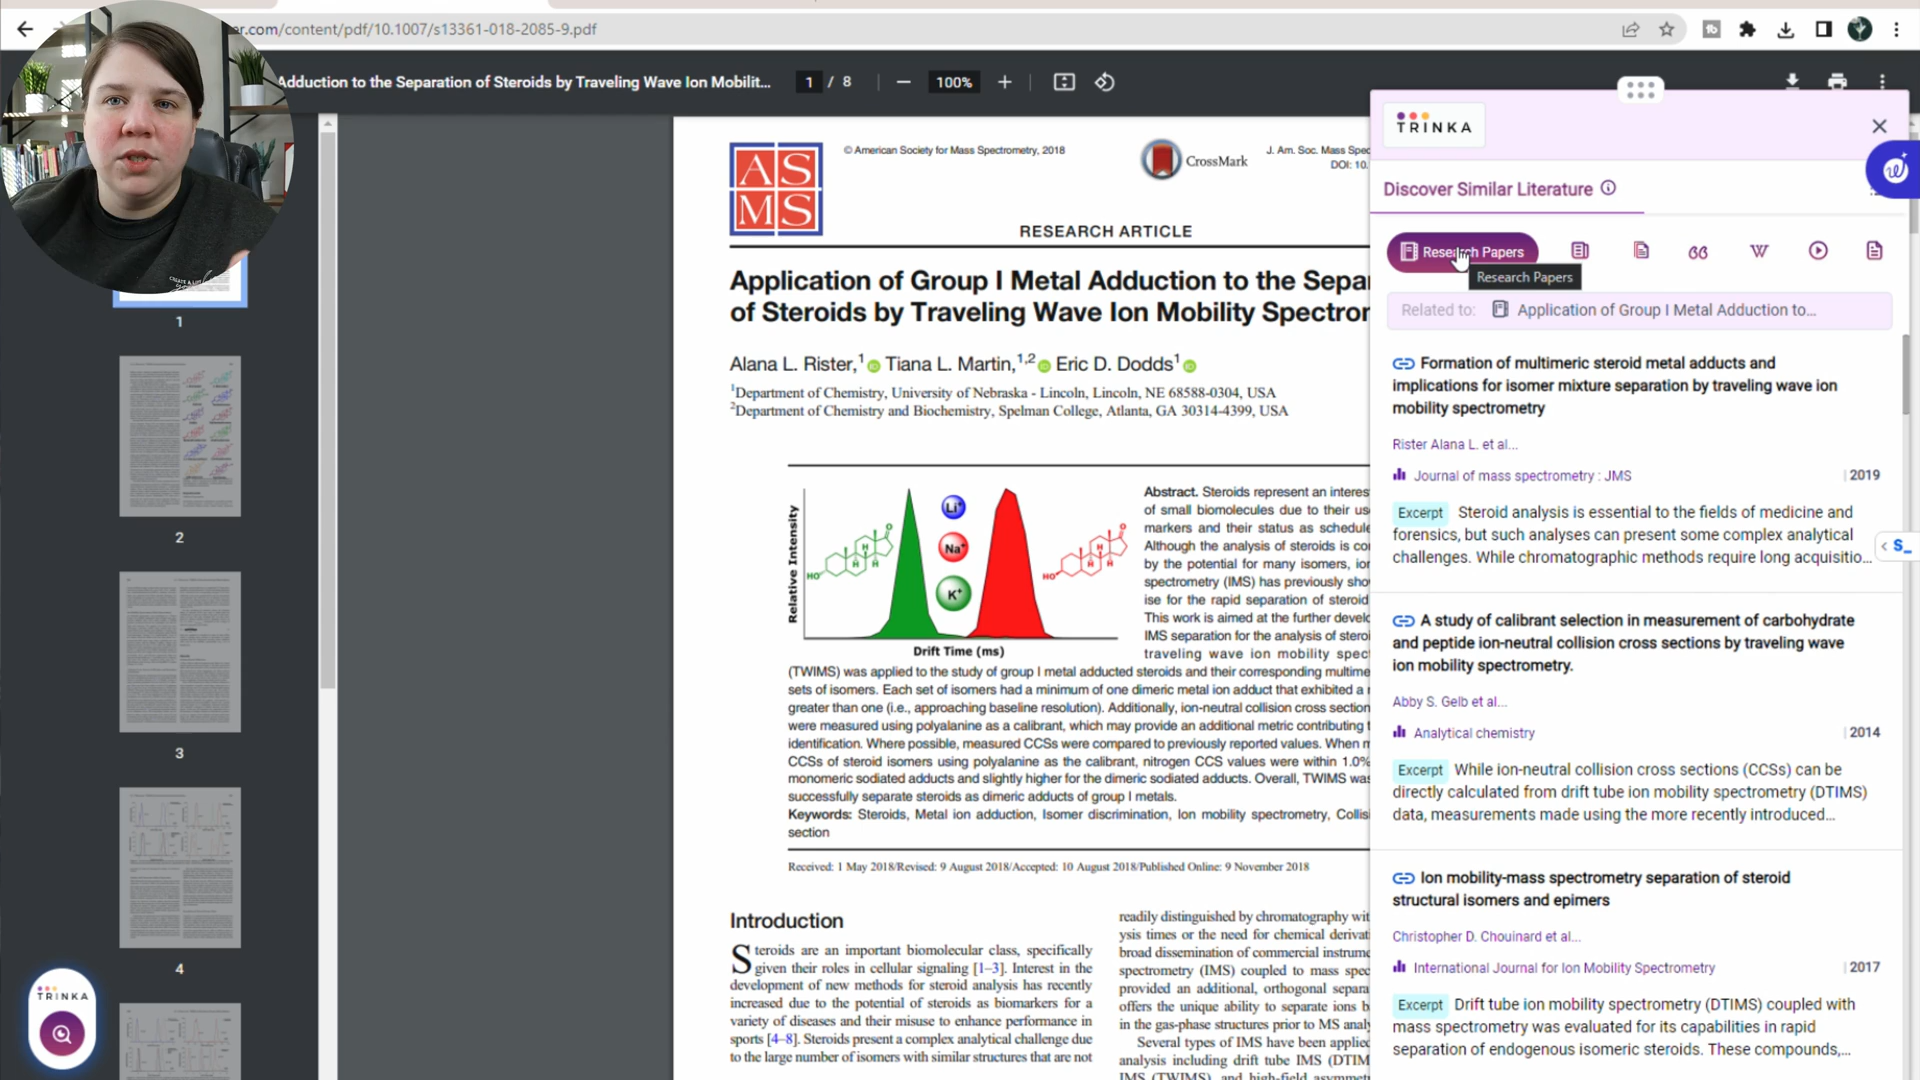 er.com/content/pdf/10.1007/s13361-018-2085-9.pdf
Adduction to the Separation of Steroids by Traveling Wave Ion Mobilit...
1 / 8
100%
1
2
3
4
TRINKA
CREATE A LIFE
ASMS
© American Society for Mass Spectrometry, 2018
CrossMark
J. Am. Soc. Mass Spec
DOI: 10.
RESEARCH ARTICLE
Application of Group I Metal Adduction to the Sepa
of Steroids by Traveling Wave Ion Mobility Spectro
Alana L. Rister,1 Tiana L. Martin,1,2 Eric D. Dodds1
1Department of Chemistry, University of Nebraska - Lincoln, Lincoln, NE 68588-0304, USA
2Department of Chemistry and Biochemistry, Spelman College, Atlanta, GA 30314-4399, USA
Relative Intensity
HO
O
H
H
H
Li+
Na+
K+
HO
O
H
H
H
Drift Time (ms)
Abstract. Steroids represent an interes
of small biomolecules due to their us
markers and their status as schedule
Although the analysis of steroids is co
by the potential for many isomers, ion
spectrometry (IMS) has previously sho
ise for the rapid separation of steroid
This work is aimed at the further develo
IMS separation for the analysis of stero
traveling wave ion mobility spec
(TWIMS) was applied to the study of group I metal adducted steroids and their corresponding multime
sets of isomers. Each set of isomers had a minimum of one dimeric metal ion adduct that exhibited a
greater than one (i.e., approaching baseline resolution). Additionally, ion-neutral collision cross section
were measured using polyalanine as a calibrant, which may provide an additional metric contributing
identification. Where possible, measured CCSs were compared to previously reported values. When
CCSs of steroid isomers using polyalanine as the calibrant, nitrogen CCS values were within 1.0%
monomeric sodiated adducts and slightly higher for the dimeric sodiated adducts. Overall, TWIMS was
successfully separate steroids as dimeric adducts of group I metals.
Keywords: Steroids, Metal ion adduction, Isomer discrimination, Ion mobility spectrometry, Collis
section
Received: 1 May 2018/Revised: 9 August 2018/Accepted: 10 August 2018/Published Online: 9 November 2018
Introduction
Steroids are an important biomolecular class, specifically
given their roles in cellular signaling [1–3]. Interest in the
development of new methods for steroid analysis has recently
increased due to the potential of steroids as biomarkers for a
variety of diseases and their misuse to enhance performance in
sports [4–8]. Steroids present a complex analytical challenge due
to the large number of isomers with similar structures that are not
readily distinguished by chromatography wit
ysis times or the need for chemical derivat
broad dissemination of commercial instrume
spectrometry (IMS) coupled to mass spec
provided an additional, orthogonal separa
offers the unique ability to separate ions b
in the gas-phase structures prior to MS anal
Several types of IMS have been applied
analysis including drift tube IMS (DTIM
IMS (TWIMS), and high-field asymmet
TRINKA
Discover Similar Literature
Research Papers
Research Papers
Related to: Application of Group I Metal Adduction to...
Formation of multimeric steroid metal adducts and
implications for isomer mixture separation by traveling wave ion
mobility spectrometry
Rister Alana L. et al...
Journal of mass spectrometry : JMS | 2019
Excerpt Steroid analysis is essential to the fields of medicine and
forensics, but such analyses can present some complex analytical
challenges. While chromatographic methods require long acquisitio...
A study of calibrant selection in measurement of carbohydrate
and peptide ion-neutral collision cross sections by traveling wave
ion mobility spectrometry.
Abby S. Gelb et al...
Analytical chemistry | 2014
Excerpt While ion-neutral collision cross sections (CCSs) can be
directly calculated from drift tube ion mobility spectrometry (DTIMS)
data, measurements made using the more recently introduced...
Ion mobility-mass spectrometry separation of steroid
structural isomers and epimers
Christopher D. Chouinard et al...
International Journal for Ion Mobility Spectrometry | 2017
Excerpt Drift tube ion mobility spectrometry (DTIMS) coupled with
mass spectrometry was evaluated for its capabilities in rapid
separation of endogenous isomeric steroids. These compounds,...
S_